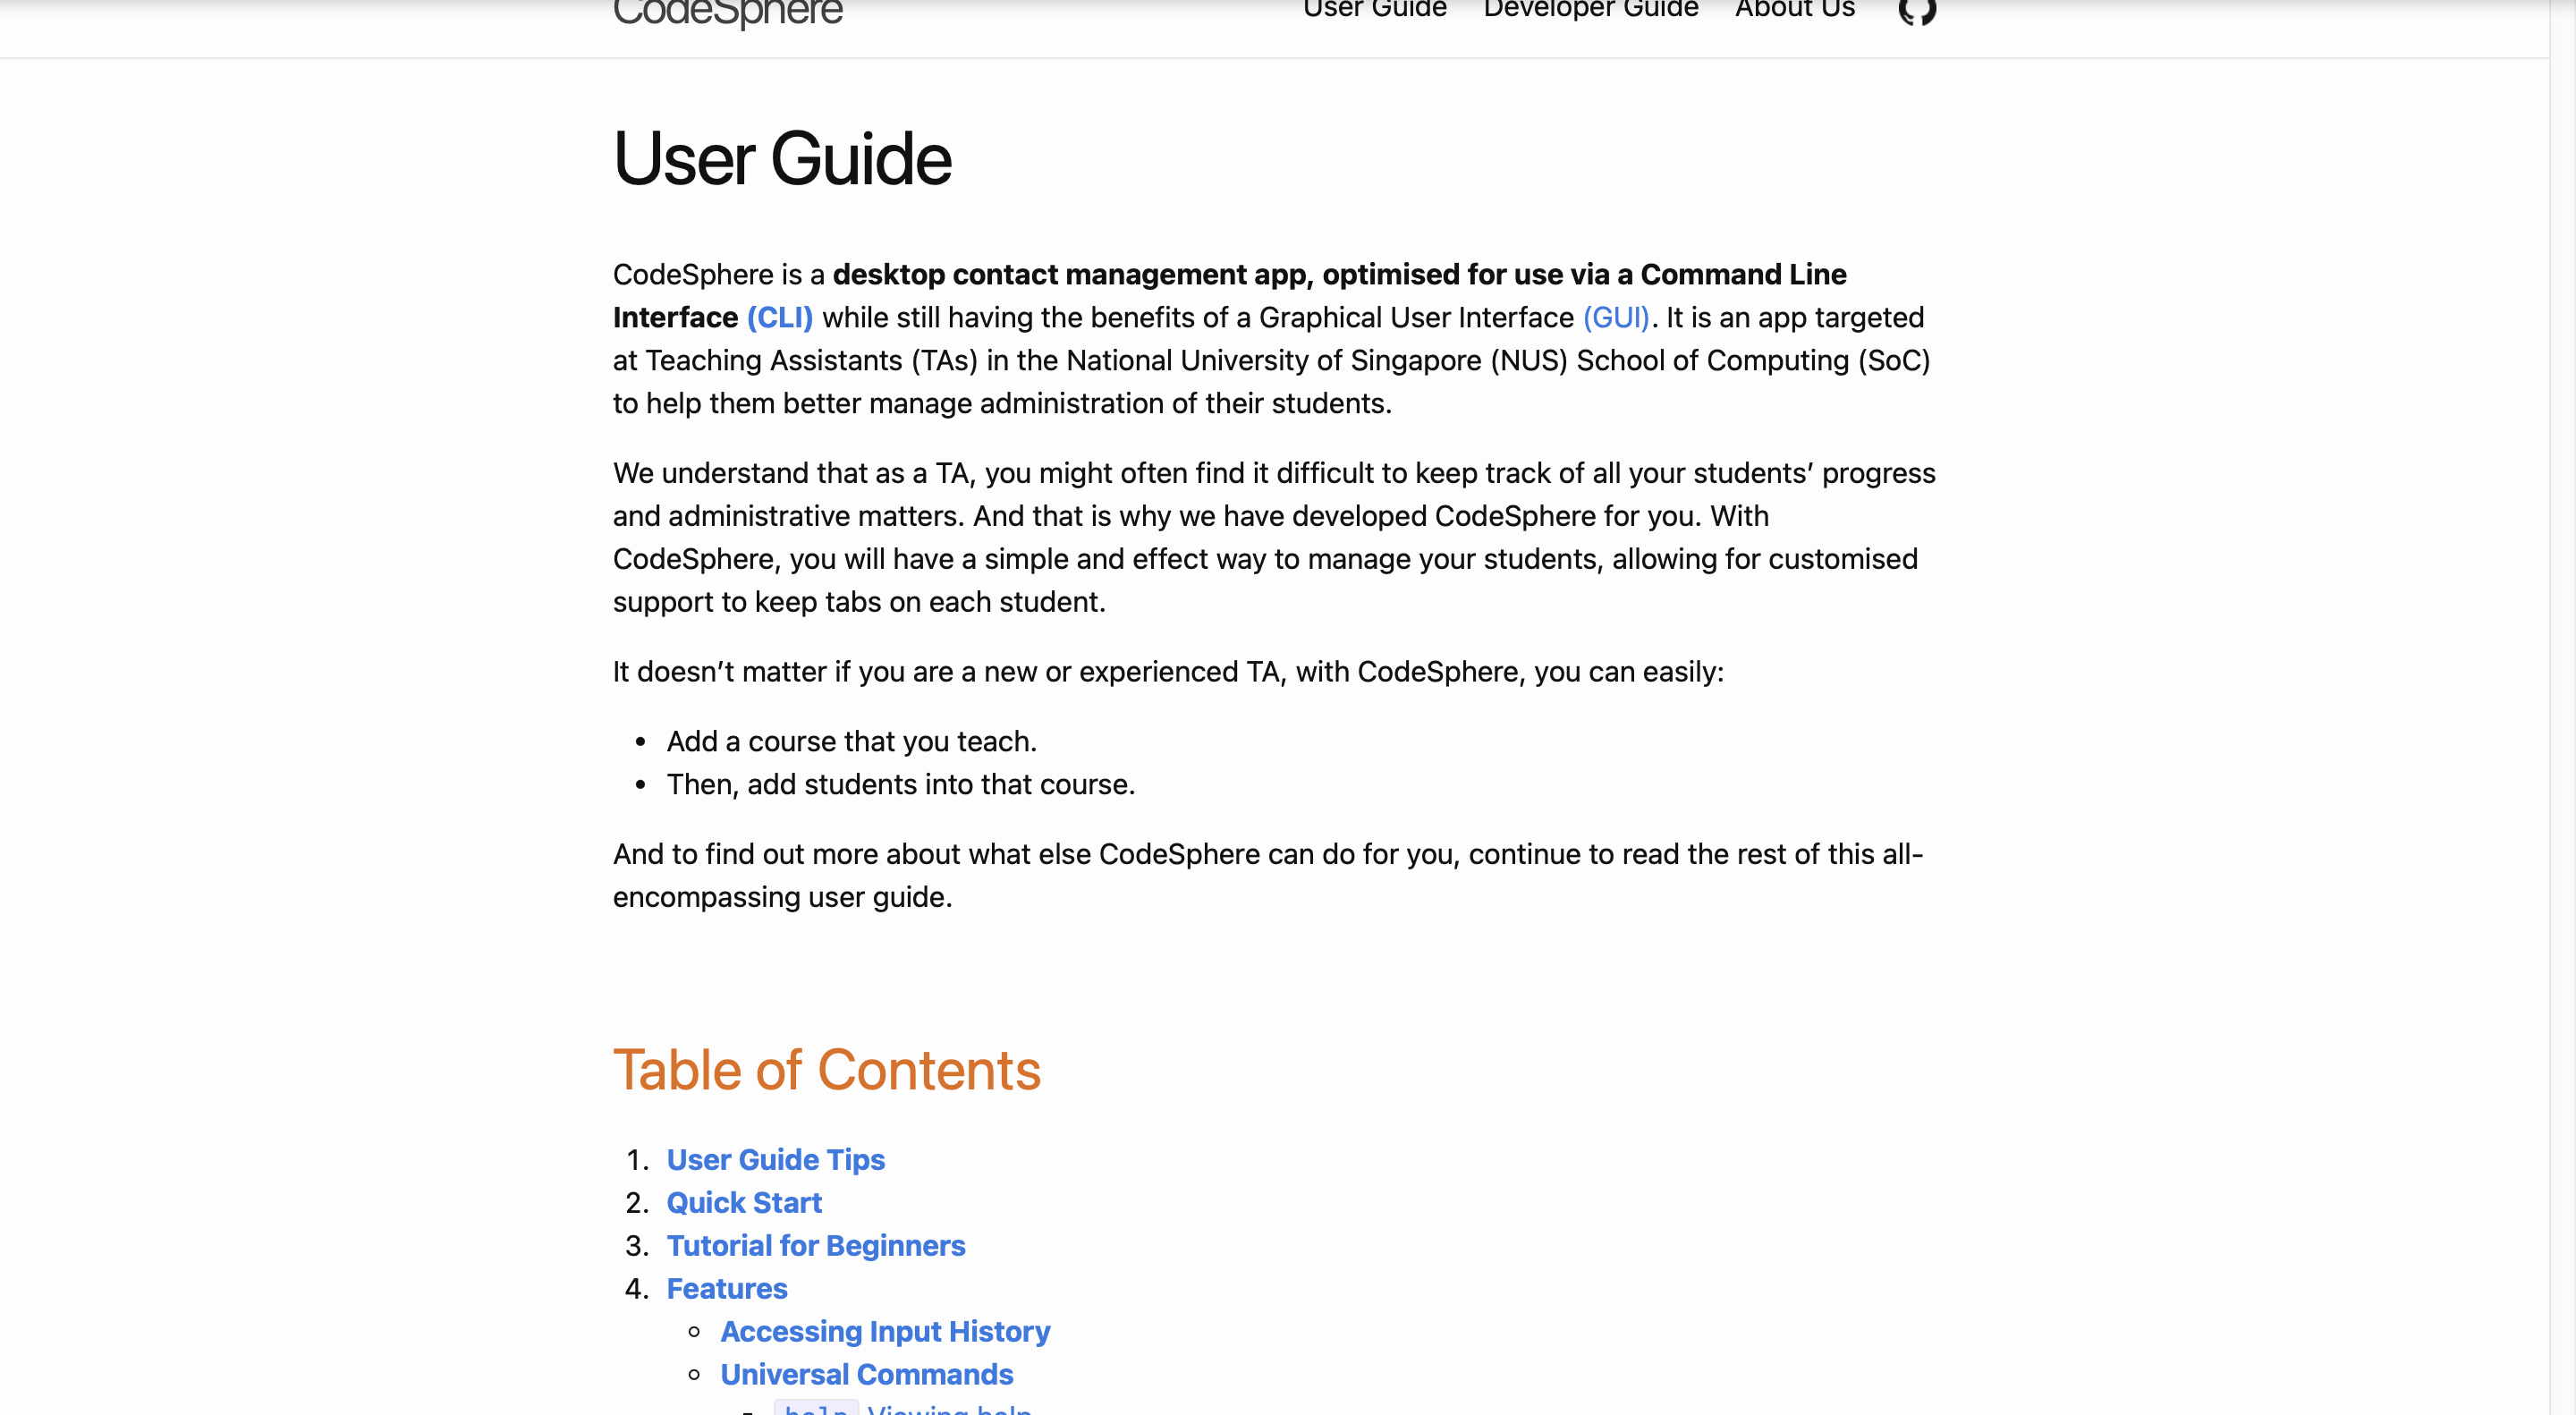 CodeSphere
User Guide Developer Guide About Us
User Guide
CodeSphere is a desktop contact management app, optimised for use via a Command Line
Interface (CLI) while still having the benefits of a Graphical User Interface (GUI). It is an app targeted
at Teaching Assistants (TAs) in the National University of Singapore (NUS) School of Computing (SoC)
to help them better manage administration of their students.
We understand that as a TA, you might often find it difficult to keep track of all your students’ progress
and administrative matters. And that is why we have developed CodeSphere for you. With
CodeSphere, you will have a simple and effect way to manage your students, allowing for customised
support to keep tabs on each student.
It doesn’t matter if you are a new or experienced TA, with CodeSphere, you can easily:
• Add a course that you teach.
• Then, add students into that course.
And to find out more about what else CodeSphere can do for you, continue to read the rest of this all-
encompassing user guide.
Table of Contents
1. User Guide Tips
2. Quick Start
3. Tutorial for Beginners
4. Features
Accessing Input History
Universal Commands
help Viewing help